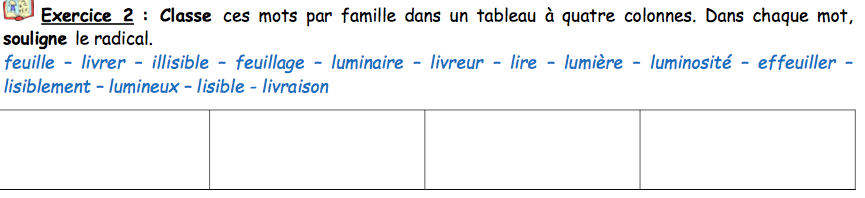 Exercice 2 : Classe ces mots par famille dans un tableau à quatre colonnes. Dans chaque mot,
souligne le radical.
feuille – livrer – illisible – feuillage – luminaire – livreur – lire – lumière – luminosité – effeuiller –
lisiblement – lumineux – lisible - livraison